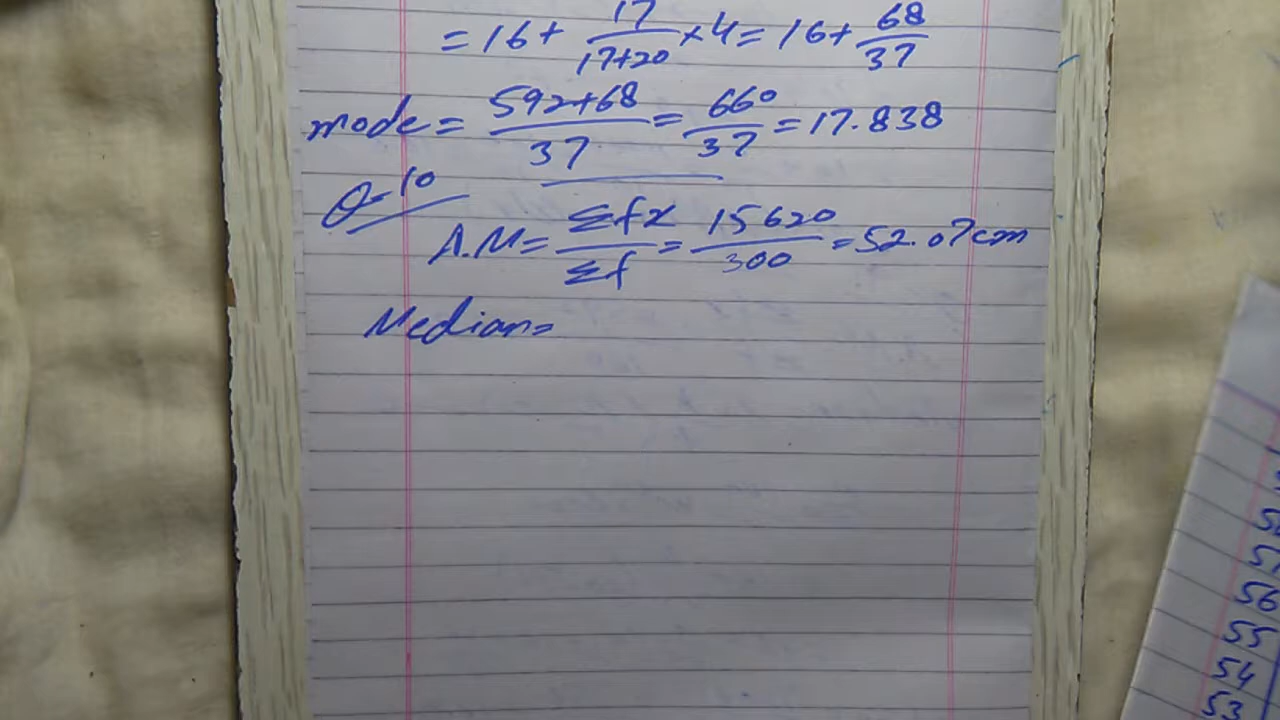 = 16 + 17/17+20 × 4 = 16 + 68/37
mode = 592+68/37 = 660/37 = 17.838
Q-10
A.M = Σfx/Σf = 15620/300 = 52.07cm
Median =
56
55
54
53